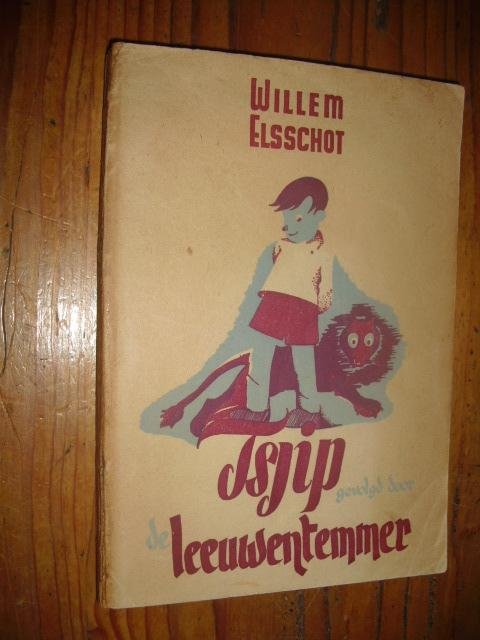 WILLEM
ELSSCHOT
Tsjip
gevolgd door
de leeuwentemmer